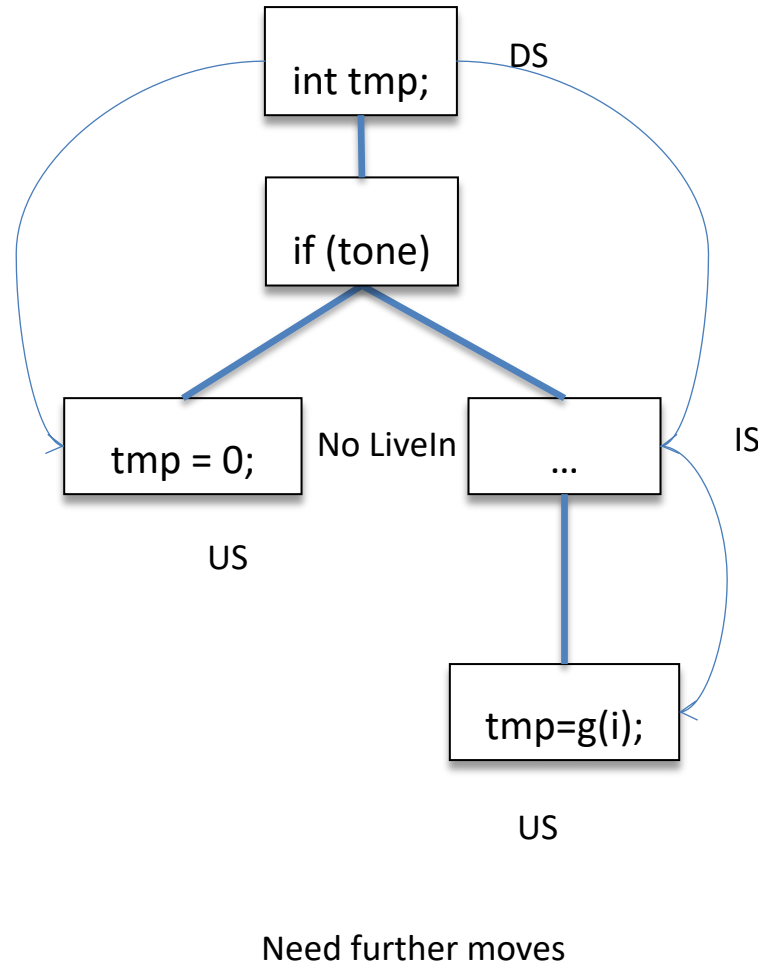 int tmp;
DS
if (tone)
tmp = 0;
No LiveIn
…
IS
US
tmp=g(i);
US
Need further moves